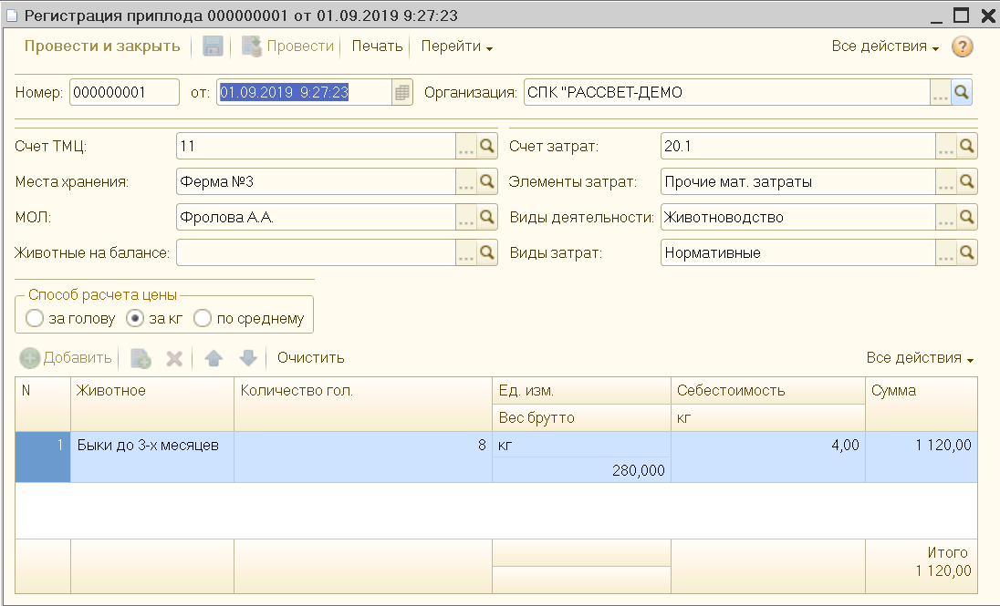 Регистрация приплода 000000001 от 01.09.2019 9:27:23
Провести и закрыть Провести Печать Перейти Все действия ?
Номер: 000000001 от: 01.09.2019 9:27:23 Организация: СПК "РАССВЕТ-ДЕМО ...
Счет ТМЦ: 11 ... Счет затрат: 20.1 ...
Места хранения: Ферма №3 ... Элементы затрат: Прочие мат. затраты ...
МОЛ: Фролова А.А. ... Виды деятельности: Животноводство ...
Животные на балансе: ... Виды затрат: Нормативные ...
Способ расчета цены
за голову за кг по среднему
Добавить Очистить Все действия
N Животное Количество гол. Ед. изм. Себестоимость Сумма
Вес брутто кг
1 Быки до 3-х месяцев 8 кг 4,00 1 120,00
280,000
Итого
1 120,00